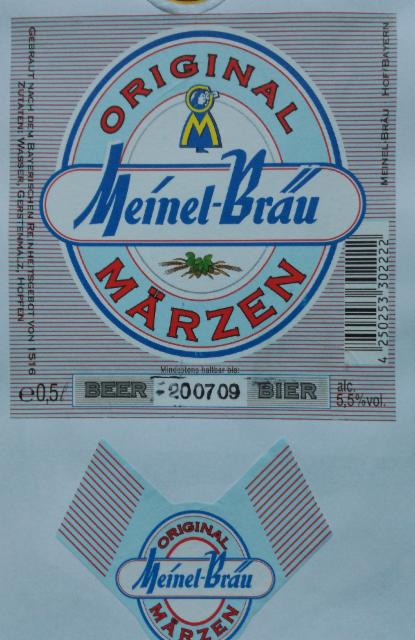 GEBRAUT NACH DEM BAYERISCHEN REINHEITSGEBOT VON 1516
ZUTATEN: WASSER, GERSTENMALZ, HOPFEN
ORIGINAL
M
Meinel-Bräu
MÄRZEN
MEINEL-BRÄU HOF/BAYERN
4 250253 302222
Mindestens haltbar bis:
e 0,5l
BEER -200709 BIER
alc.
5,5%vol.
ORIGINAL
Meinel-Bräu
MÄRZEN